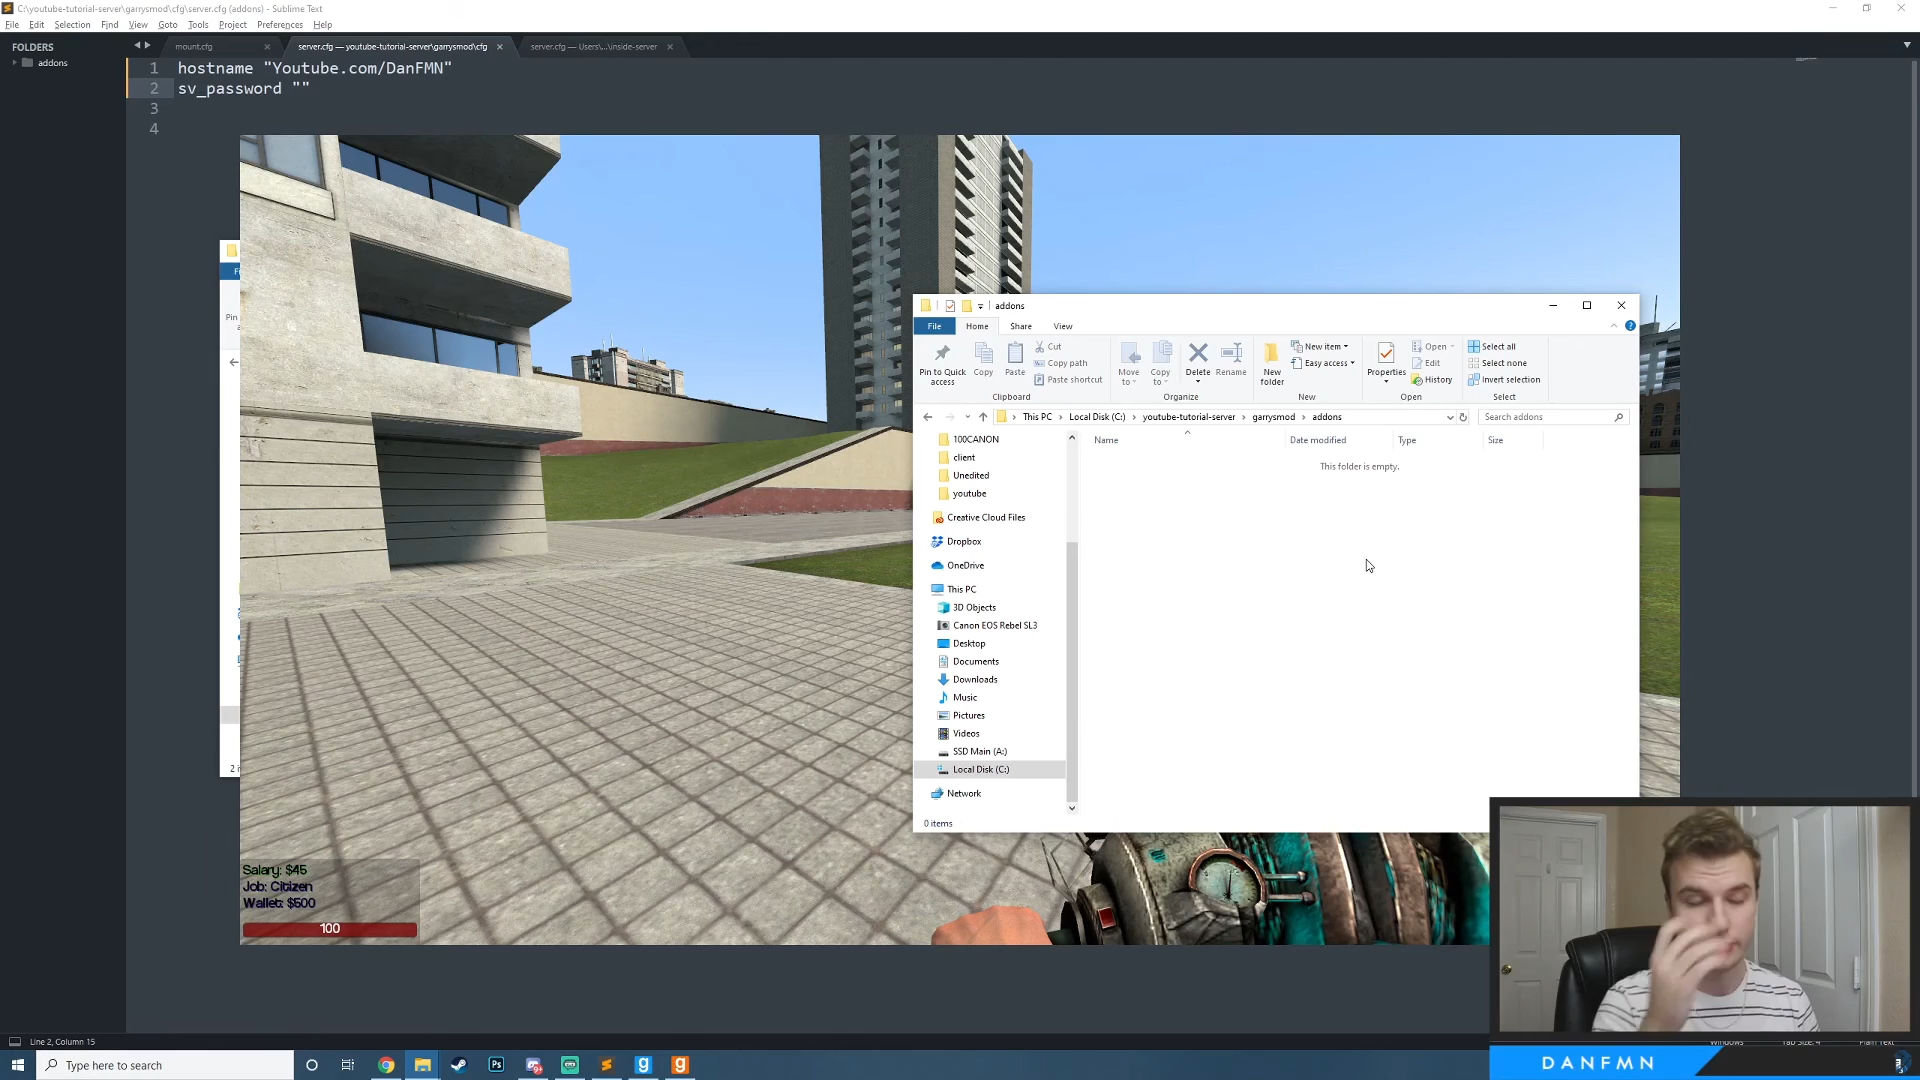 C:\youtube-tutorial-server\garrysmod\cfg\server.cfg (addons) - Sublime Text
File Edit Selection Find View Goto Tools Project Preferences Help
FOLDERS
addons
mount.cfg
server.cfg — youtube-tutorial-server\garrysmod\cfg
server.cfg — Users\...\inside-server
1 hostname "Youtube.com/DanFMN"
2 sv_password ""
3
4
addons
File Home Share View
Pin to Quick access
Copy
Paste
Cut
Copy path
Paste shortcut
Clipboard
Move to
Copy to
Delete
Rename
Organize
New folder
New item
Easy access
New
Properties
Open
Edit
History
Open
Select all
Select none
Invert selection
Select
This PC > Local Disk (C:) > youtube-tutorial-server > garrysmod > addons
Search addons
Name Date modified Type Size
This folder is empty.
100CANON
client
Unedited
youtube
Creative Cloud Files
Dropbox
OneDrive
This PC
3D Objects
Canon EOS Rebel SL3
Desktop
Documents
Downloads
Music
Pictures
Videos
SSD Main (A:)
Local Disk (C:)
Network
0 items
Salary: $45
Job: Citizen
Wallet: $500
100
Line 2, Column 15
Type here to search
DANFMN